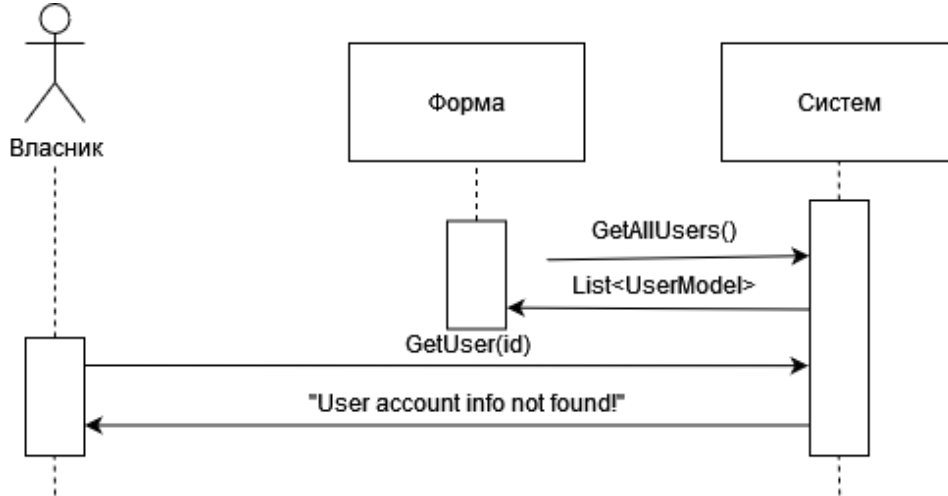 Власник
Форма
Систем
GetAllUsers()
List<UserModel>
GetUser(id)
"User account info not found!"